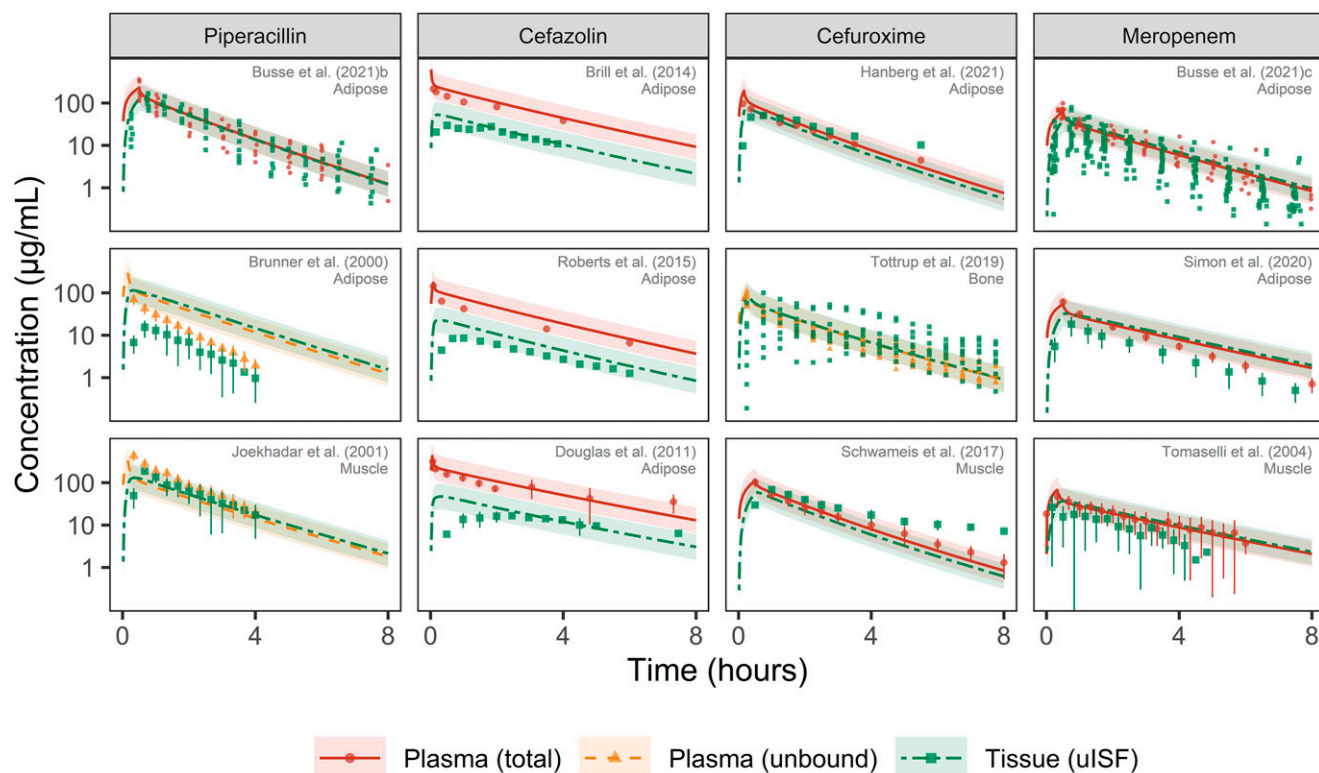 Piperacillin
Cefazolin
Cefuroxime
Meropenem
Busse et al. (2021)b
Adipose
Brill et al. (2014)
Adipose
Hanberg et al. (2021)
Adipose
Busse et al. (2021)c
Adipose
100
10
1
Brunner et al. (2000)
Adipose
Roberts et al. (2015)
Adipose
Tottrup et al. (2019)
Bone
Simon et al. (2020)
Adipose
100
10
1
Joekhadar et al. (2001)
Muscle
Douglas et al. (2011)
Adipose
Schwameis et al. (2017)
Muscle
Tomaselli et al. (2004)
Muscle
100
10
1
Concentration (µg/mL)
0 4 8 0 4 8 0 4 8 0 4 8
Time (hours)
Plasma (total) Plasma (unbound) Tissue (uISF)